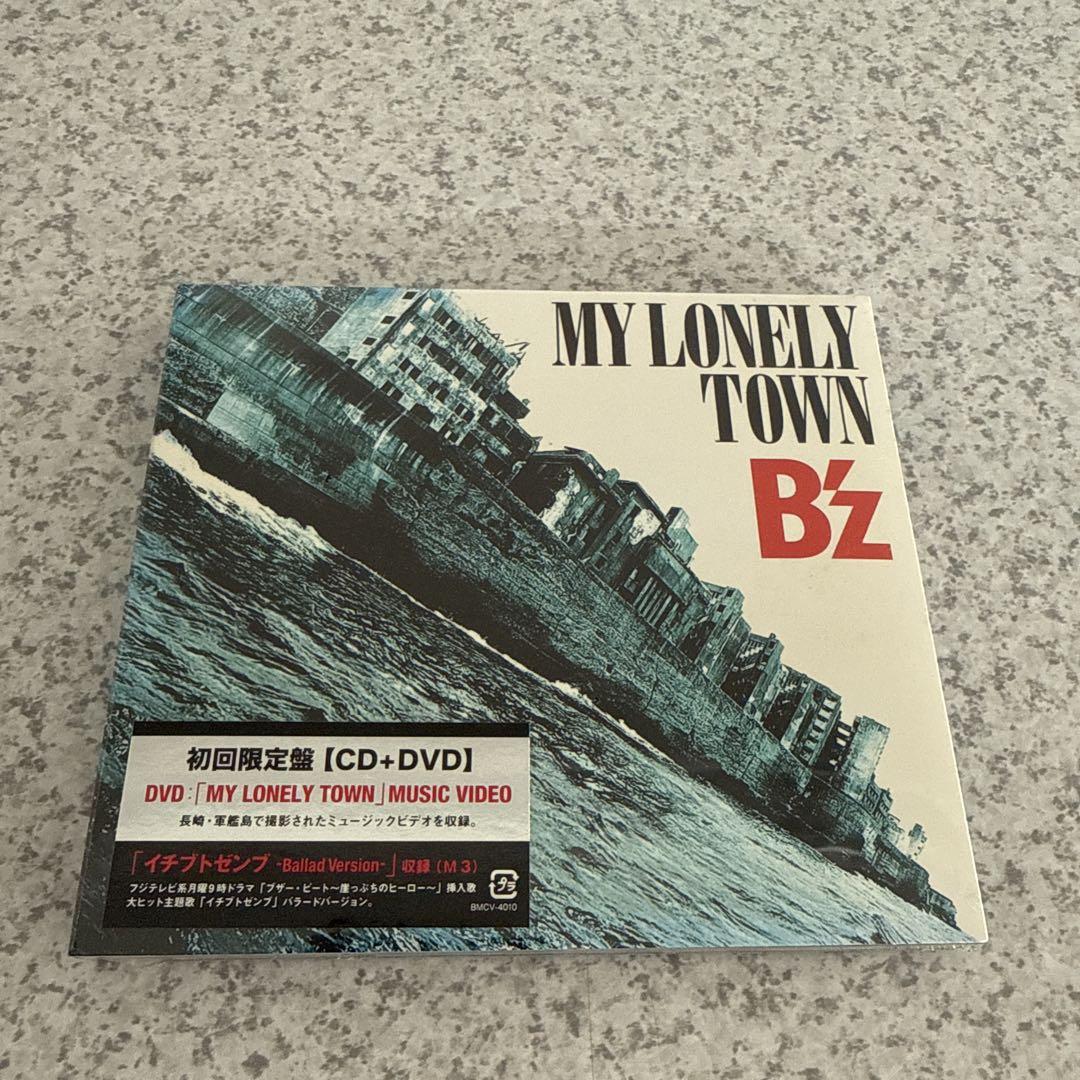 MY LONELY
TOWN
B'z
初回限定盤【CD+DVD】
DVD:「MY LONELY TOWN」MUSIC VIDEO
長崎・軍艦島で撮影されたミュージックビデオを収録。
「イチブトゼンブ -Ballad Version-」収録（M3）
フジテレビ系月曜9時ドラマ「ブザー・ビート〜崖っぷちのヒーロー〜」挿入歌
大ヒット主題歌「イチブトゼンブ」バラードバージョン。
プラ
BMCV-4010